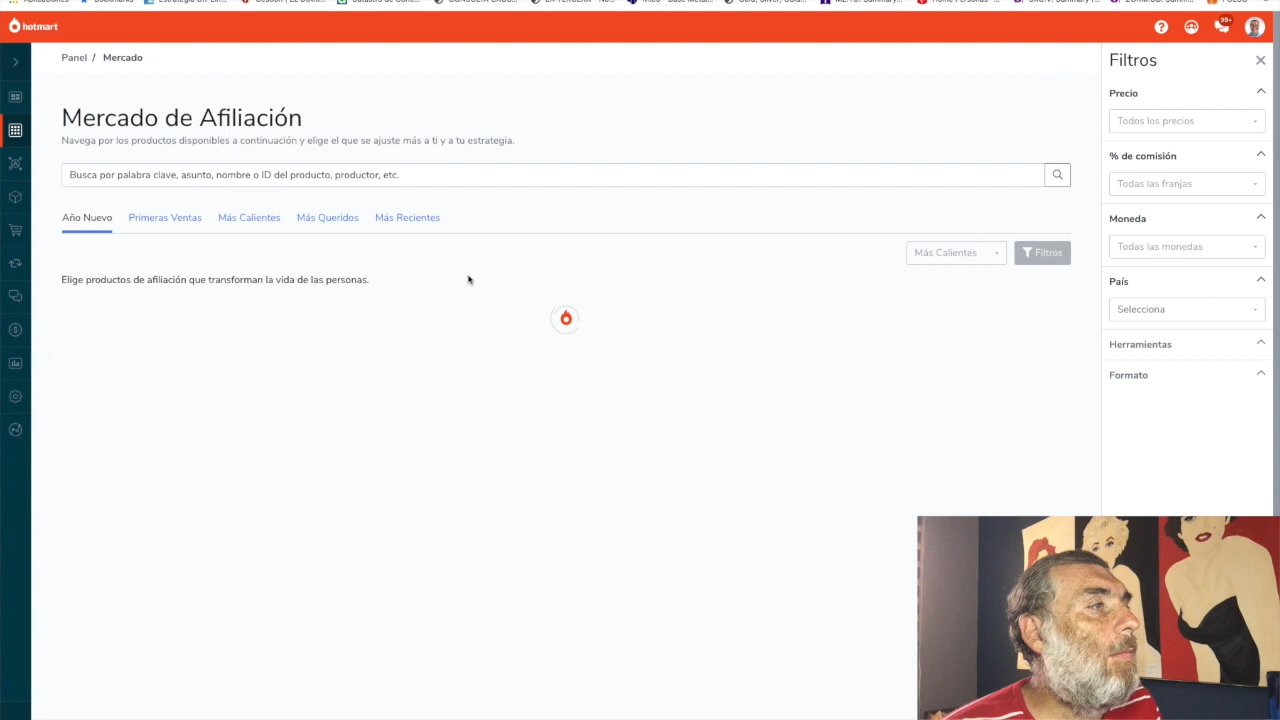 Aplicaciones Bookmarks
hotmart
99+
Panel / Mercado
Mercado de Afiliación
Navega por los productos disponibles a continuación y elige el que se ajuste más a ti y a tu estrategia.
Busca por palabra clave, asunto, nombre o ID del producto, productor, etc.
Año Nuevo Primeras Ventas Más Calientes Más Queridos Más Recientes
Más Calientes Filtros
Elige productos de afiliación que transforman la vida de las personas.
Filtros
Precio
Todos los precios
% de comisión
Todas las franjas
Moneda
Todas las monedas
País
Selecciona
Herramientas
Formato